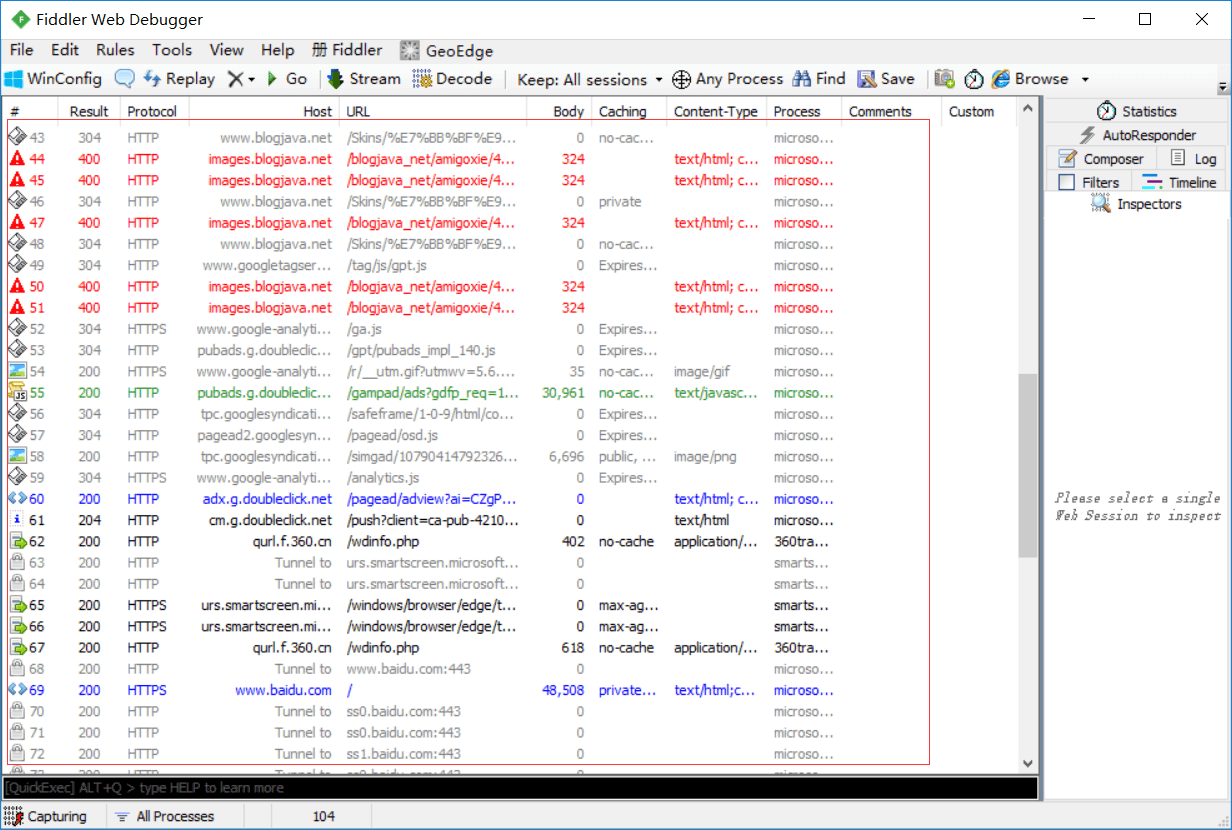 Fiddler Web Debugger
File Edit Rules Tools View Help 册 Fiddler GeoEdge
WinConfig Replay Go Stream Decode Keep: All sessions Any Process Find Save Browse
# Result Protocol Host URL Body Caching Content-Type Process Comments Custom
43 304 HTTP www.blogjava.net /Skins/%E7%BB%BF%E9... 0 no-cac... microso...
44 400 HTTP images.blogjava.net /blogjava_net/amigoxie/4... 324 text/html; c... microso...
45 400 HTTP images.blogjava.net /blogjava_net/amigoxie/4... 324 text/html; c... microso...
46 304 HTTP www.blogjava.net /Skins/%E7%BB%BF%E9... 0 private microso...
47 400 HTTP images.blogjava.net /blogjava_net/amigoxie/4... 324 text/html; c... microso...
48 304 HTTP www.blogjava.net /Skins/%E7%BB%BF%E9... 0 no-cac... microso...
49 304 HTTP www.googletagser... /tag/js/gpt.js 0 Expires... microso...
50 400 HTTP images.blogjava.net /blogjava_net/amigoxie/4... 324 text/html; c... microso...
51 400 HTTP images.blogjava.net /blogjava_net/amigoxie/4... 324 text/html; c... microso...
52 304 HTTPS www.google-analyti... /ga.js 0 Expires... microso...
53 304 HTTP pubads.g.doubleclic... /gpt/pubads_impl_140.js 0 Expires... microso...
54 200 HTTPS www.google-analyti... /r/__utm.gif?utmwv=5.6.... 35 no-cac... image/gif microso...
55 200 HTTP pubads.g.doubleclic... /gampad/ads?gdfp_req=1... 30,961 no-cac... text/javasc... microso...
56 304 HTTP tpc.googlesyndicati... /safeframe/1-0-9/html/co... 0 Expires... microso...
57 304 HTTP pagead2.googlesyn... /pagead/osd.js 0 Expires... microso...
58 200 HTTP tpc.googlesyndicati... /simgad/10790414792326... 6,696 public, ... image/png microso...
59 304 HTTPS www.google-analyti... /analytics.js 0 Expires... microso...
60 200 HTTP adx.g.doubleclick.net /pagead/adview?ai=CZgP... 0 text/html; c... microso...
61 204 HTTP cm.g.doubleclick.net /push?client=ca-pub-4210... 0 text/html microso...
62 200 HTTP qurl.f.360.cn /wdinfo.php 402 no-cache application/... 360tra...
63 200 HTTP Tunnel to urs.smartscreen.microsoft... 0 smarts...
64 200 HTTP Tunnel to urs.smartscreen.microsoft... 0 smarts...
65 200 HTTPS urs.smartscreen.mi... /windows/browser/edge/t... 0 max-ag... smarts...
66 200 HTTPS urs.smartscreen.mi... /windows/browser/edge/t... 0 max-ag... smarts...
67 200 HTTP qurl.f.360.cn /wdinfo.php 618 no-cache application/... 360tra...
68 200 HTTP Tunnel to www.baidu.com:443 0 microso...
69 200 HTTPS www.baidu.com / 48,508 private... text/html;c... microso...
70 200 HTTP Tunnel to ss0.baidu.com:443 0 microso...
71 200 HTTP Tunnel to ss0.baidu.com:443 0 microso...
72 200 HTTP Tunnel to ss1.baidu.com:443 0 microso...
Statistics
AutoResponder
Composer Log
Filters Timeline
Inspectors
Please select a single
Web Session to inspect
[QuickExec] ALT+Q > type HELP to learn more
Capturing All Processes 104